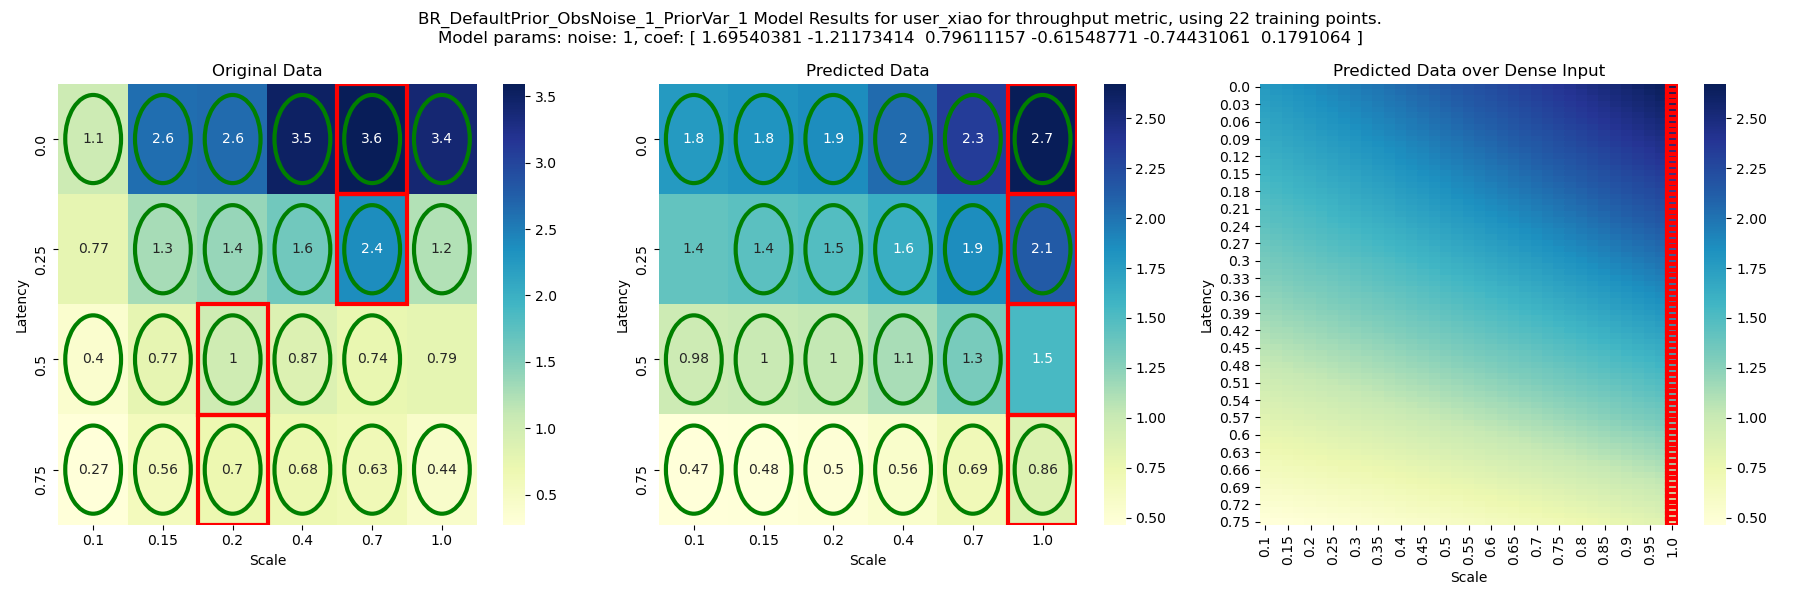 BR_DefaultPrior_ObsNoise_1_PriorVar_1 Model Results for user_xiao for throughput metric, using 22 training points.
Model params: noise: 1, coef: [ 1.69540381 -1.21173414  0.79611157 -0.61548771 -0.74431061  0.1791064 ]
Original Data
Latency
0.0
0.25
0.5
0.75
1.1 2.6 2.6 3.5 3.6 3.4
0.77 1.3 1.4 1.6 2.4 1.2
0.4 0.77 1 0.87 0.74 0.79
0.27 0.56 0.7 0.68 0.63 0.44
0.1 0.15 0.2 0.4 0.7 1.0
Scale
3.5
3.0
2.5
2.0
1.5
1.0
0.5
Predicted Data
Latency
0.0
0.25
0.5
0.75
1.8 1.8 1.9 2 2.3 2.7
1.4 1.4 1.5 1.6 1.9 2.1
0.98 1 1 1.1 1.3 1.5
0.47 0.48 0.5 0.56 0.69 0.86
0.1 0.15 0.2 0.4 0.7 1.0
Scale
2.50
2.25
2.00
1.75
1.50
1.25
1.00
0.75
0.50
Predicted Data over Dense Input
Latency
0.0
0.03
0.06
0.09
0.12
0.15
0.18
0.21
0.24
0.27
0.3
0.33
0.36
0.39
0.42
0.45
0.48
0.51
0.54
0.57
0.6
0.63
0.66
0.69
0.72
0.75
0.1 0.15 0.2 0.25 0.3 0.35 0.4 0.45 0.5 0.55 0.6 0.65 0.7 0.75 0.8 0.85 0.9 0.95 1.0
Scale
2.50
2.25
2.00
1.75
1.50
1.25
1.00
0.75
0.50